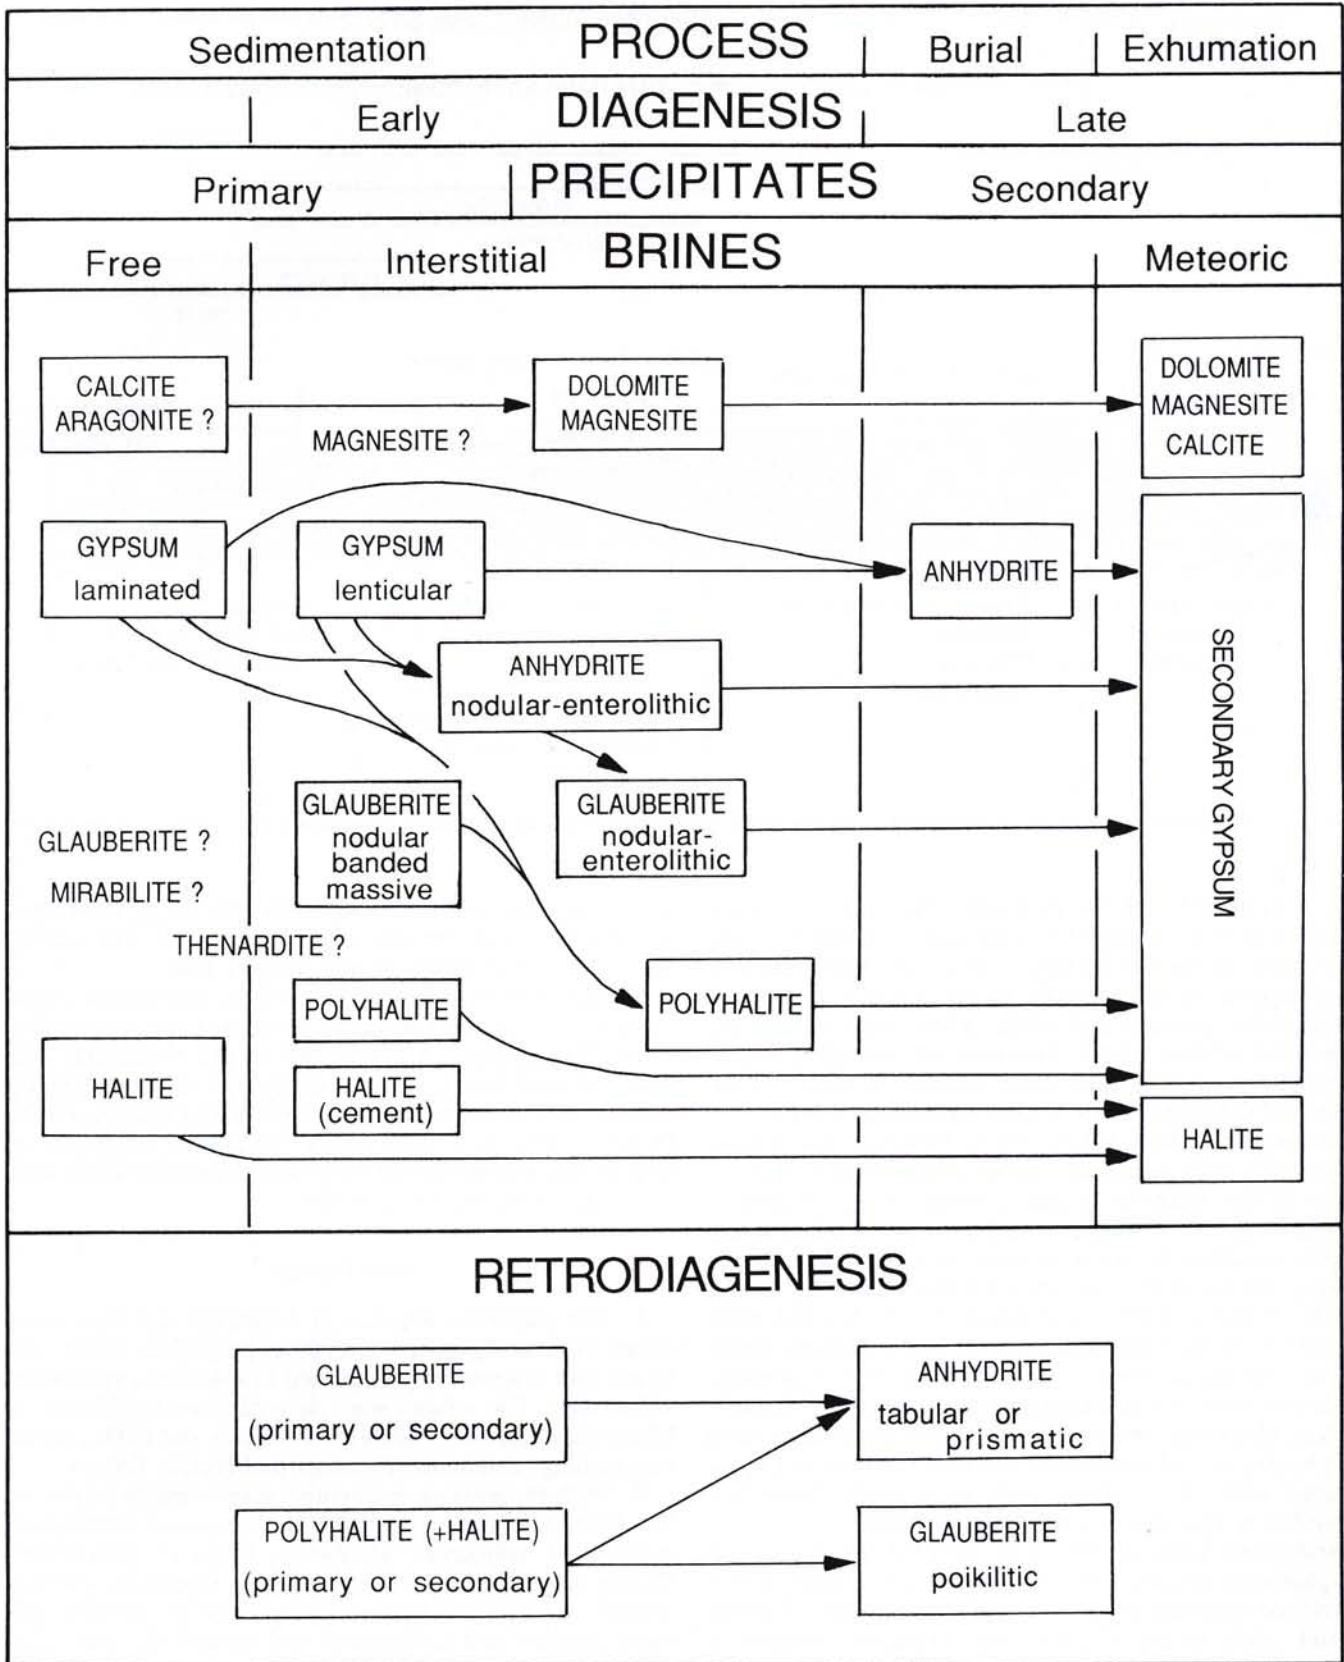 Sedimentation PROCESS Burial Exhumation
Early DIAGENESIS Late
Primary PRECIPITATES Secondary
Free Interstitial BRINES Meteoric
CALCITE
ARAGONITE ?
MAGNESITE ?
DOLOMITE
MAGNESITE
DOLOMITE
MAGNESITE
CALCITE
GYPSUM
laminated
GYPSUM
lenticular
ANHYDRITE
ANHYDRITE
nodular-enterolithic
SECONDARY GYPSUM
GLAUBERITE
nodular
banded
massive
GLAUBERITE
nodular-
enterolithic
GLAUBERITE ?
MIRABILITE ?
THENARDITE ?
POLYHALITE
POLYHALITE
HALITE
HALITE
(cement)
HALITE
RETRODIAGENESIS
GLAUBERITE
(primary or secondary)
ANHYDRITE
tabular or
prismatic
POLYHALITE (+HALITE)
(primary or secondary)
GLAUBERITE
poikilitic